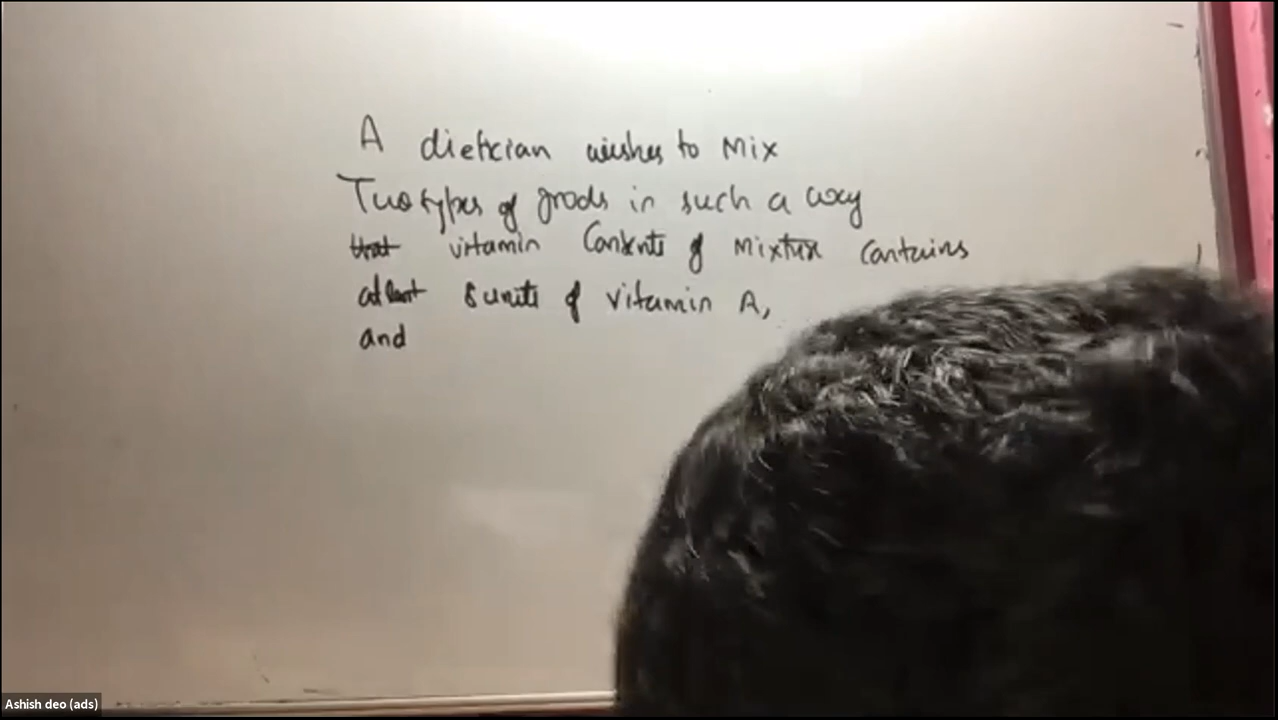 A dietician wishes to Mix
Two types of foods in such a way
that vitamin Contents of Mixture Contains
atleast 8 units of vitamin A,
and
Ashish deo (ads)